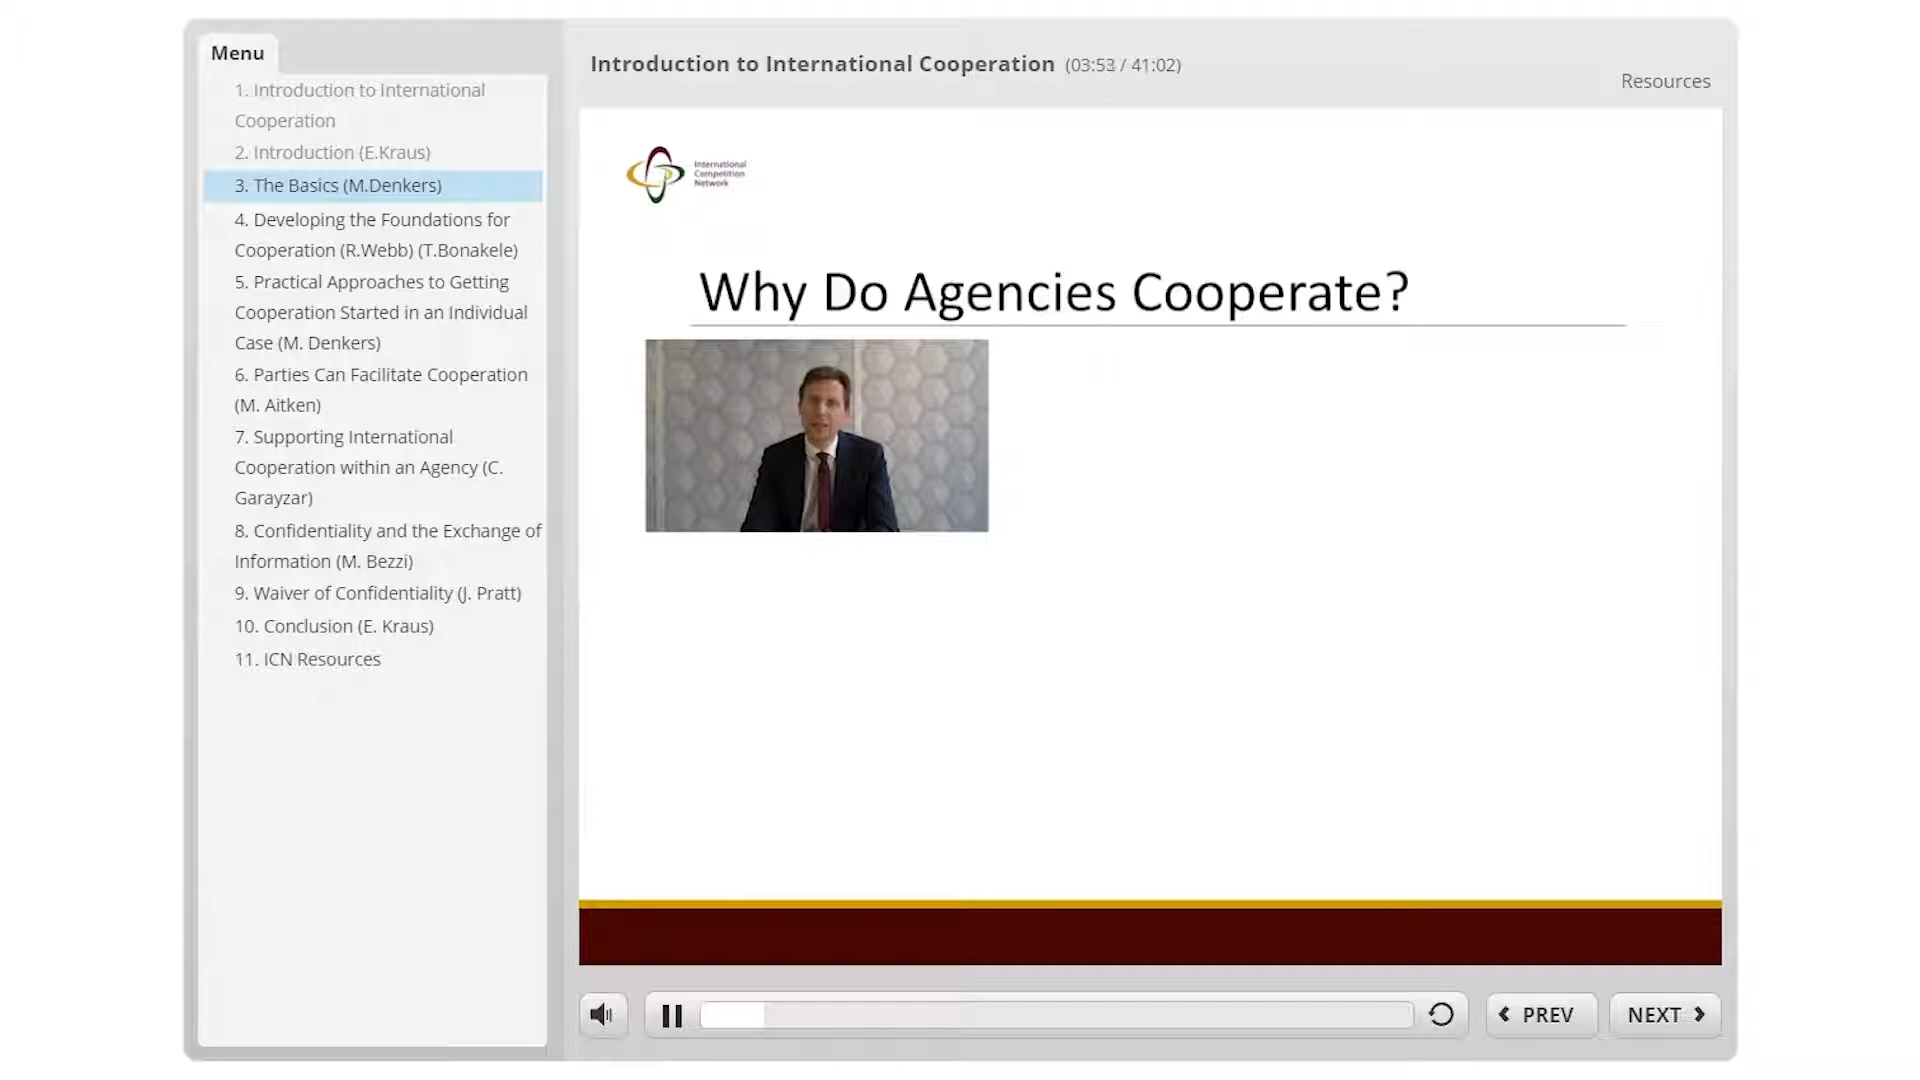 Menu
1. Introduction to International
Cooperation
2. Introduction (E.Kraus)
3. The Basics (M.Denkers)
4. Developing the Foundations for
Cooperation (R.Webb) (T.Bonakele)
5. Practical Approaches to Getting
Cooperation Started in an Individual
Case (M. Denkers)
6. Parties Can Facilitate Cooperation
(M. Aitken)
7. Supporting International
Cooperation within an Agency (C.
Garayzar)
8. Confidentiality and the Exchange of
Information (M. Bezzi)
9. Waiver of Confidentiality (J. Pratt)
10. Conclusion (E. Kraus)
11. ICN Resources
Introduction to International Cooperation (03:53 / 41:02)
Resources
International
Competition
Network
Why Do Agencies Cooperate?
PREV
NEXT